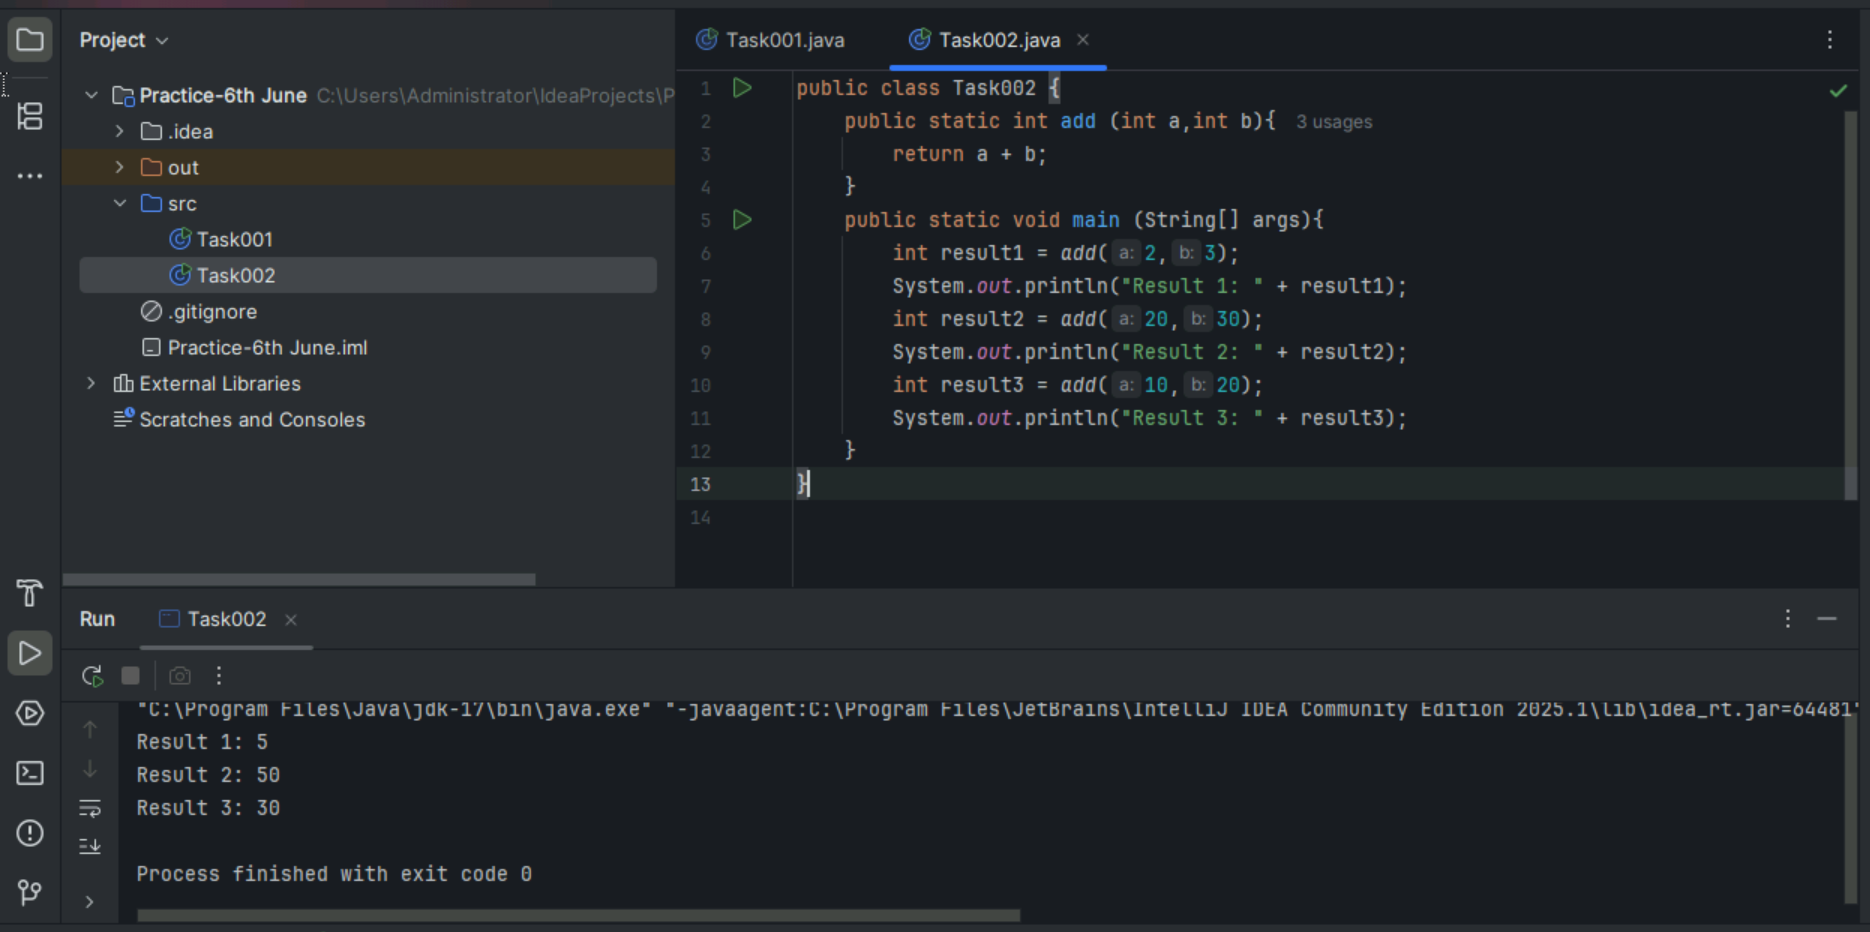 Project
Practice-6th June C:\Users\Administrator\IdeaProjects\P
.idea
out
src
Task001
Task002
.gitignore
Practice-6th June.iml
External Libraries
Scratches and Consoles
Task001.java Task002.java
1 public class Task002 {
2 public static int add (int a,int b){ 3 usages
3 return a + b;
4 }
5 public static void main (String[] args){
6 int result1 = add( a: 2, b: 3);
7 System.out.println("Result 1: " + result1);
8 int result2 = add( a: 20, b: 30);
9 System.out.println("Result 2: " + result2);
10 int result3 = add( a: 10, b: 20);
11 System.out.println("Result 3: " + result3);
12 }
13 }
14
Run Task002
"C:\Program Files\Java\jdk-17\bin\java.exe" "-javaagent:C:\Program Files\JetBrains\IntelliJ IDEA Community Edition 2025.1\lib\idea_rt.jar=64481"
Result 1: 5
Result 2: 50
Result 3: 30
Process finished with exit code 0